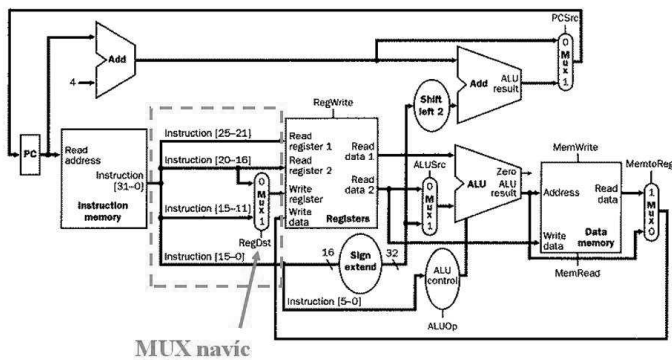 PCSrc
Add
4
0
Mux
1
Add
ALU
result
Shift
left 2
RegWrite
PC
Read
address
Instruction
[31–0]
Instruction
memory
Instruction [25–21]
Instruction [20–16]
Instruction [15–11]
Instruction [15–0]
0
Mux
1
RegDst
Read
register 1
Read
register 2
Write
register
Write
data
Read
data 1
Read
data 2
Registers
ALUSrc
0
Mux
1
Zero
ALU
ALU
result
MemWrite
Address
Read
data
Write
data
Data
memory
MemRead
MemtoReg
1
Mux
0
16
Sign
extend
32
ALU
control
Instruction [5–0]
ALUOp
MUX navíc